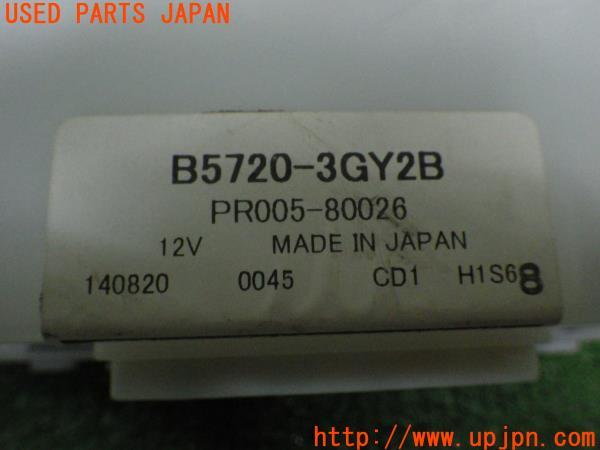 USED PARTS JAPAN
B5720-3GY2B
PR005-80026
12V MADE IN JAPAN
140820 0045 CD1 H1S68
UPJ
http://www.upjpn.com